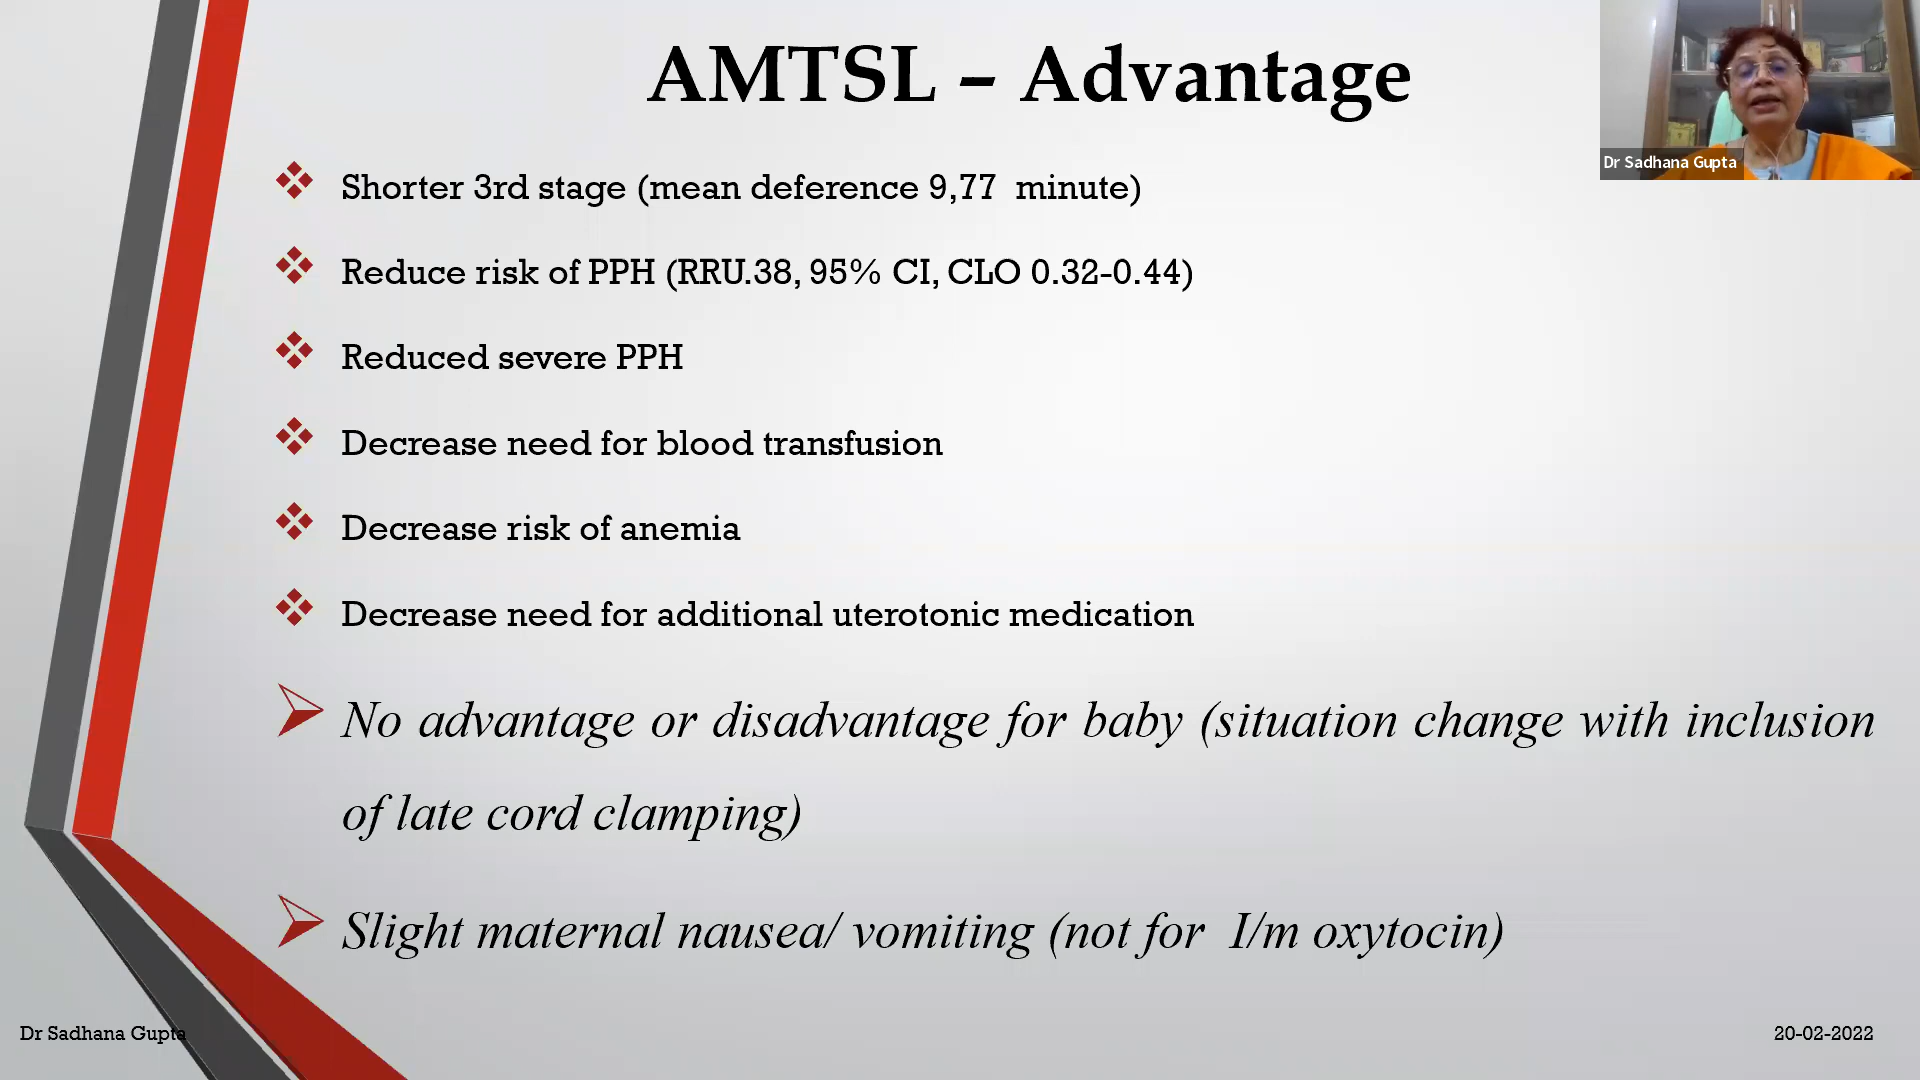 AMTSL – Advantage
Dr Sadhana Gupta
Shorter 3rd stage (mean deference 9,77 minute)
Reduce risk of PPH (RRU.38, 95% CI, CLO 0.32-0.44)
Reduced severe PPH
Decrease need for blood transfusion
Decrease risk of anemia
Decrease need for additional uterotonic medication
No advantage or disadvantage for baby (situation change with inclusion
of late cord clamping)
Slight maternal nausea/ vomiting (not for I/m oxytocin)
Dr Sadhana Gupta
20-02-2022